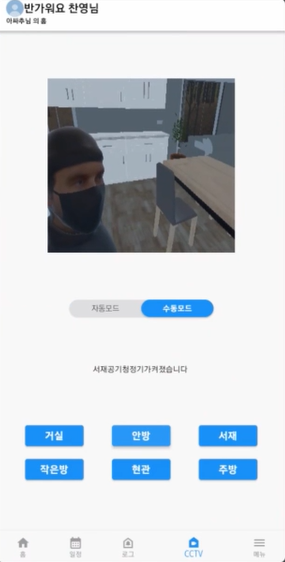 반가워요 찬영님
아싸추님 의 홈
자동모드 수동모드
서재공기청정기가켜졌습니다
거실 안방 서재
작은방 현관 주방
홈 일정 로그 CCTV 메뉴